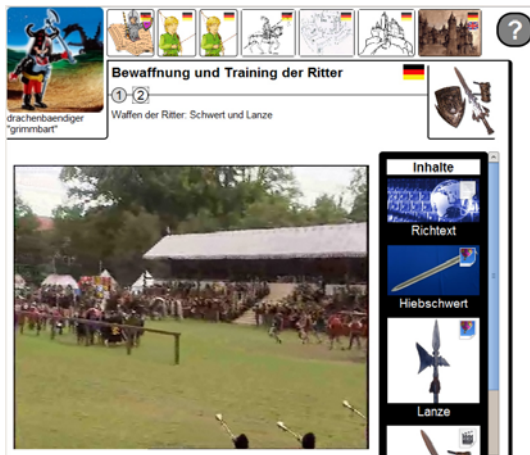 ?
Bewaffnung und Training der Ritter
1 2
Waffen der Ritter: Schwert und Lanze
drachenbaendiger
"grimmbart"
Inhalte
Richtext
Hiebschwert
Lanze